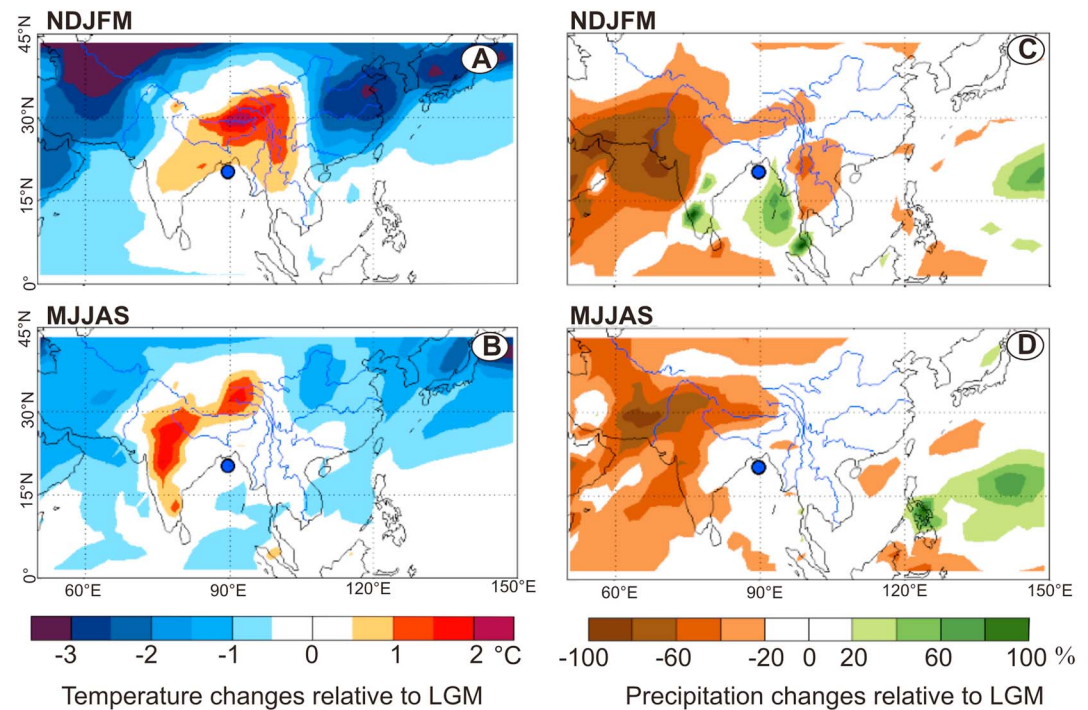 NDJFM
NDJFM
45°N
30°N
15°N
0°
A
C
MJJAS
MJJAS
45°N
30°N
15°N
0°
B
D
60°E 90°E 120°E 150°E
60°E 90°E 120°E 150°E
-3 -2 -1 0 1 2 °C
-100 -60 -20 0 20 60 100 %
Temperature changes relative to LGM
Precipitation changes relative to LGM